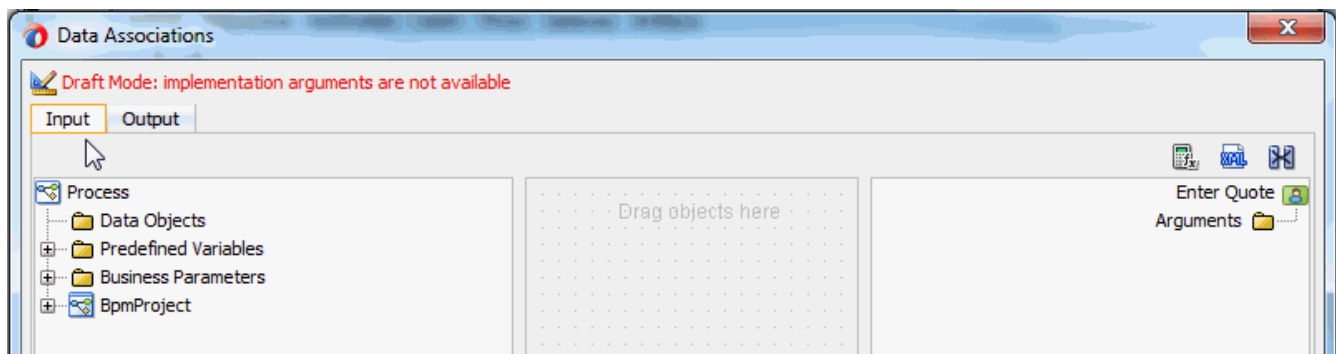 Data Associations
Draft Mode: implementation arguments are not available
Input Output
Process
Data Objects
Predefined Variables
Business Parameters
BpmProject
Drag objects here
Enter Quote
Arguments